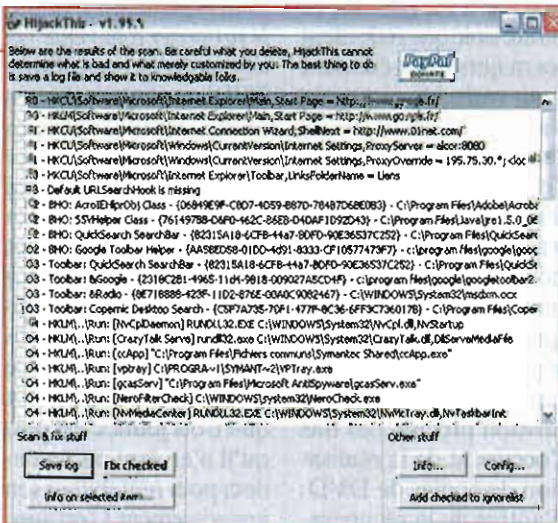 HijackThis - v1.99.1
Below are the results of the scan. Be careful what you delete, HijackThis cannot
determine what is bad and what merely customized by you. The best thing to do
is save a log file and show it to knowledgable folks.
PayPal
DONATE
R0 - HKCU\Software\Microsoft\Internet Explorer\Main,Start Page = http://www.google.fr/
R0 - HKLM\Software\Microsoft\Internet Explorer\Main,Start Page = http://www.google.fr/
R1 - HKCU\Software\Microsoft\Internet Connection Wizard,ShellNext = http://www.01net.com/
R1 - HKCU\Software\Microsoft\Windows\CurrentVersion\Internet Settings,ProxyServer = alcor:8080
R1 - HKCU\Software\Microsoft\Windows\CurrentVersion\Internet Settings,ProxyOverride = 195.75.30.*;<loc
R0 - HKCU\Software\Microsoft\Internet Explorer\Toolbar,LinksFolderName = Liens
R3 - Default URLSearchHook is missing
O2 - BHO: AcroIEHlprObj Class - {06849E9F-C8D7-4D59-B87D-784B7D6BE0B3} - C:\Program Files\Adobe\Acrobe
O2 - BHO: SSVHelper Class - {761497BB-D6F0-462C-B6EB-D4DAF1D92D43} - C:\Program Files\Java\jre1.5.0_06
O2 - BHO: QuickSearch SearchBar - {82315A18-6CFB-44a7-BDFD-90E36537C252} - C:\Program Files\QuickSear
O2 - BHO: Google Toolbar Helper - {AA58ED58-01DD-4d91-8333-CF10577473F7} - c:\program files\google\goog
O3 - Toolbar: QuickSearch SearchBar - {82315A18-6CFB-44a7-BDFD-90E36537C252} - C:\Program Files\QuickSe
O3 - Toolbar: &Google - {2318C2B1-4965-11d4-9B18-009027A5CD4F} - c:\program files\google\googletoolbar2.
O3 - Toolbar: &Radio - {8E718888-423F-11D2-876E-00A0C9082467} - C:\WINDOWS\System32\msdxm.ocx
O3 - Toolbar: Copernic Desktop Search - {C5F7A735-70F1-477F-8C36-6FF3C736017B} - C:\Program Files\Coper
O4 - HKLM\..\Run: [NvCplDaemon] RUNDLL32.EXE C:\WINDOWS\System32\NvCpl.dll,NvStartup
O4 - HKLM\..\Run: [CrazyTalk Serve] rundll32.exe C:\WINDOWS\System32\CrazyTalk.dll,DllServeMediaFile
O4 - HKLM\..\Run: [ccApp] "C:\Program Files\Fichiers communs\Symantec Shared\ccApp.exe"
O4 - HKLM\..\Run: [vptray] C:\PROGRA~1\SYMANT~2\VPTray.exe
O4 - HKLM\..\Run: [gcasServ] "C:\Program Files\Microsoft AntiSpyware\gcasServ.exe"
O4 - HKLM\..\Run: [NeroFilterCheck] C:\WINDOWS\system32\NeroCheck.exe
O4 - HKLM\..\Run: [NvMediaCenter] RUNDLL32.EXE C:\WINDOWS\System32\NvMcTray.dll,NvTaskbarInit
Scan & fix stuff
Other stuff
Save log
Fix checked
Info...
Config...
Info on selected item...
Add checked to ignorelist